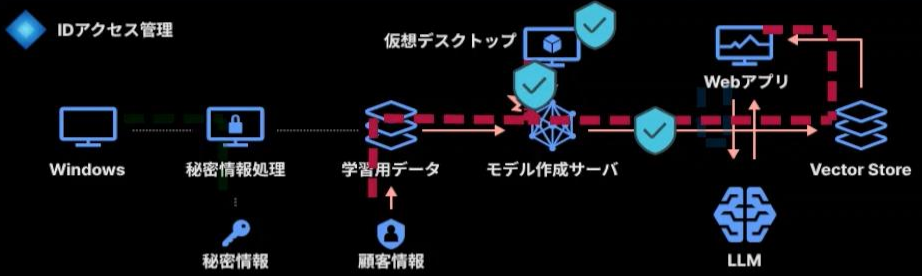 IDアクセス管理
仮想デスクトップ
Webアプリ
Windows
秘密情報処理
学習用データ
モデル作成サーバ
Vector Store
秘密情報
顧客情報
LLM